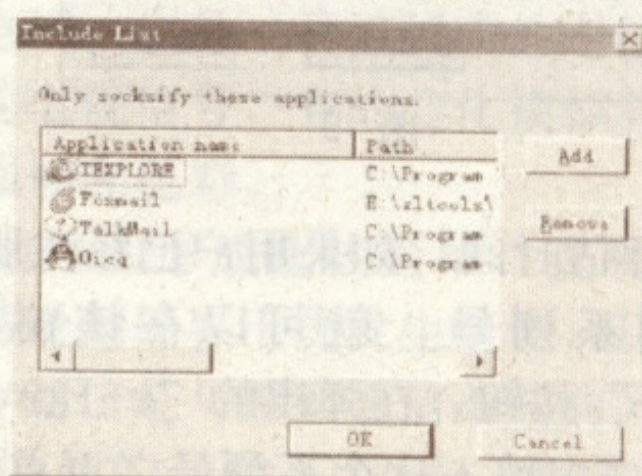 Include List
Only socksify these applications.
Application name Path
IEXPLORE C:\Program
Foxmail E:\zltools\
TalkMail C:\Program
Oicq C:\Program
Add
Remove
OK Cancel